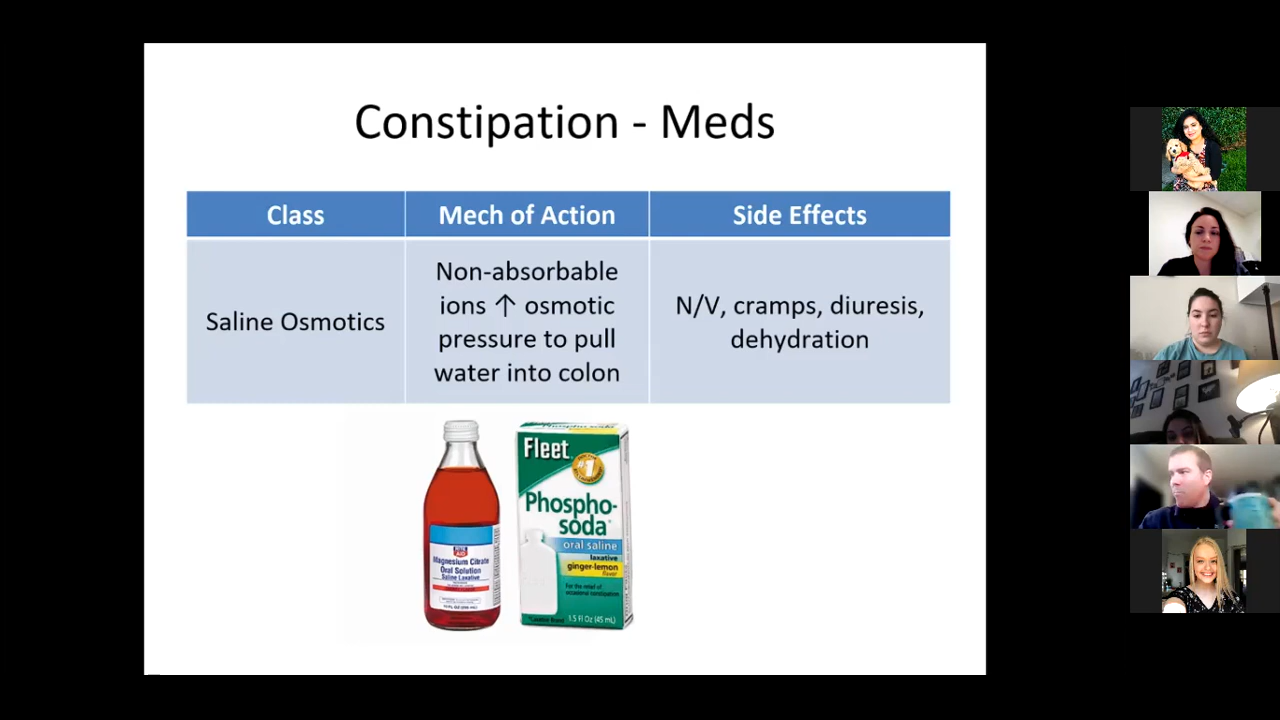 Constipation - Meds
Class
Mech of Action
Side Effects
Saline Osmotics
Non-absorbable
ions ↑ osmotic
pressure to pull
water into colon
N/V, cramps, diuresis,
dehydration
Magnesium Citrate
Oral Solution
Saline Laxative
Fleet
#1
Phospho-
soda
oral saline
laxative
ginger-lemon
flavor
For the relief of
occasional constipation
1.5 fl Oz (45 mL)